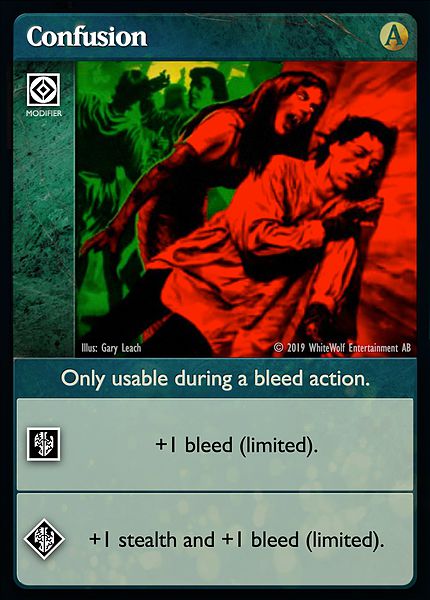 Confusion
A
MODIFIER
Illus: Gary Leach
© 2019 WhiteWolf Entertainment AB
Only usable during a bleed action.
+1 bleed (limited).
+1 stealth and +1 bleed (limited).